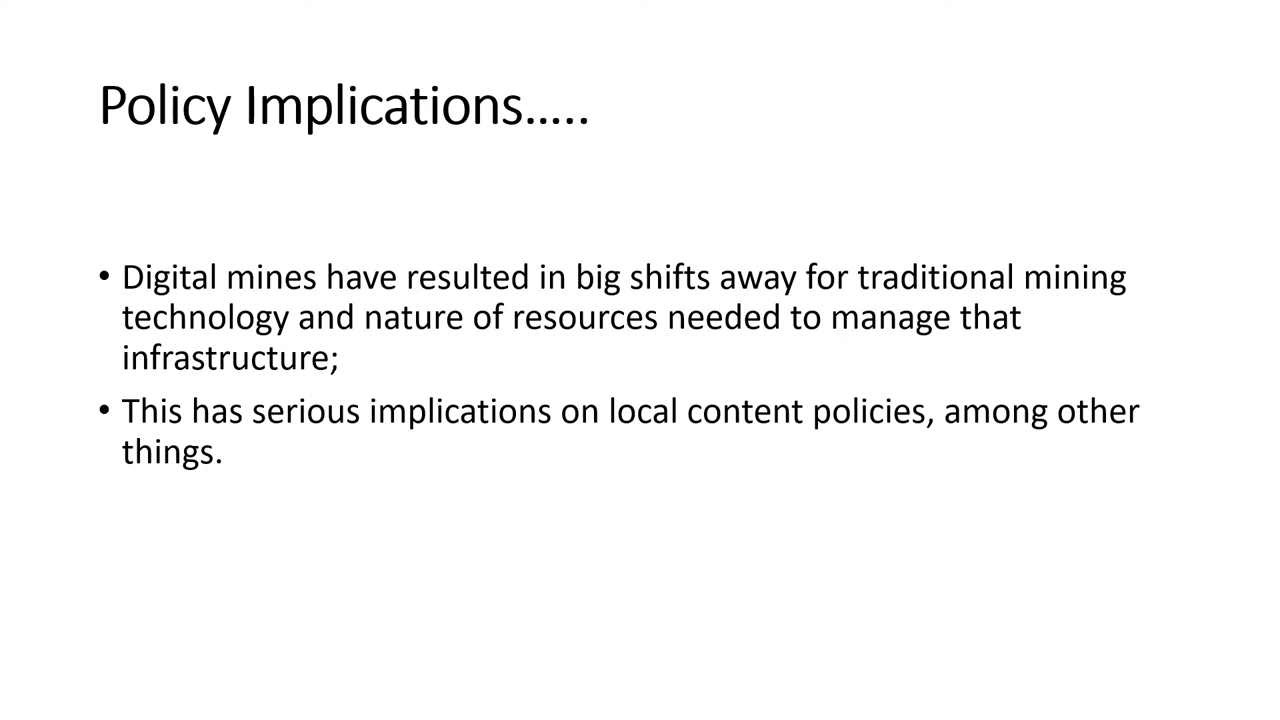 Policy Implications…..
• Digital mines have resulted in big shifts away for traditional mining
technology and nature of resources needed to manage that
infrastructure;
• This has serious implications on local content policies, among other
things.